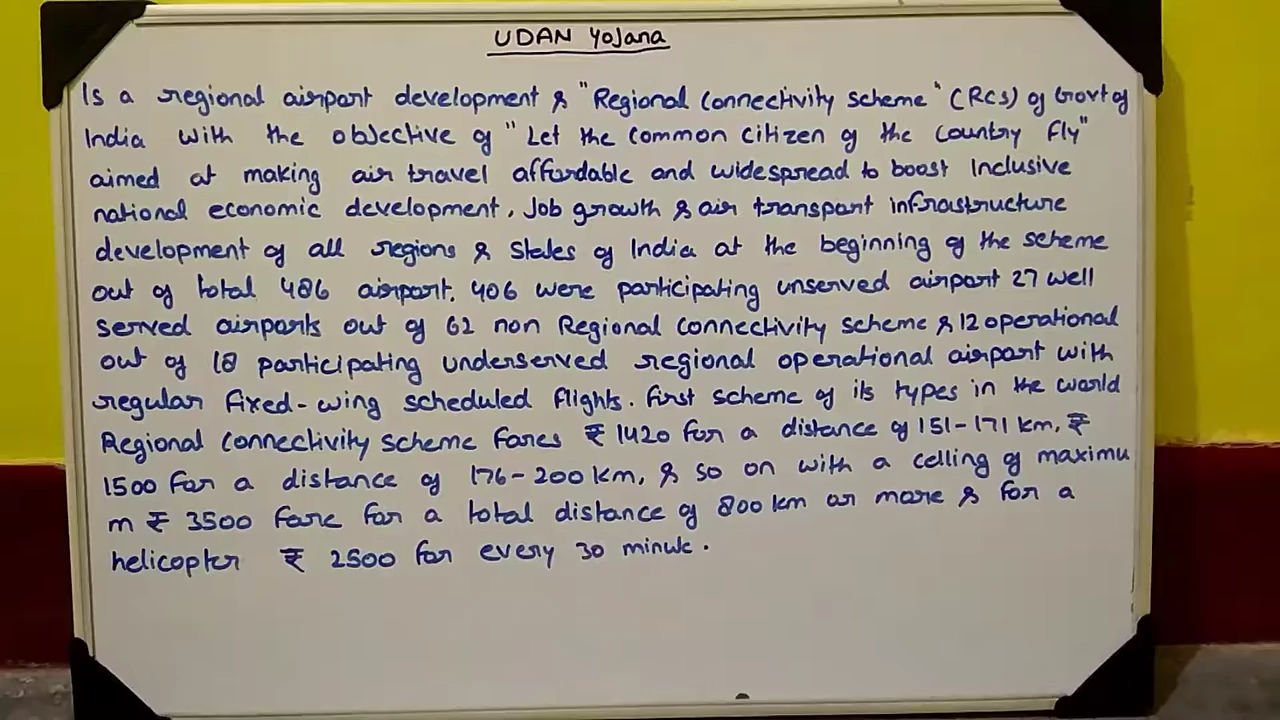 UDAN Yojana
Is a regional airport development & "Regional Connectivity Scheme" (RCS) of Govt of
India with the objective of "Let the common citizen of the country fly"
aimed at making air travel affordable and widespread to boost Inclusive
national economic development, Job growth & air transport infrastructure
development of all regions & States of India at the beginning of the scheme
out of total 486 airport. 406 were participating unserved airport 27 well
served airports out of 62 non Regional connectivity scheme & 12 operational
out of 18 participating underserved regional operational airport with
regular fixed-wing scheduled flights. First scheme of its types in the world
Regional Connectivity Scheme Fares ₹ 1420 for a distance of 151-171 km, ₹
1500 for a distance of 176-200 km, & so on with a celling of maximu
m ₹ 3500 fare for a total distance of 800 km or more & for a
helicopter ₹ 2500 for every 30 minute.